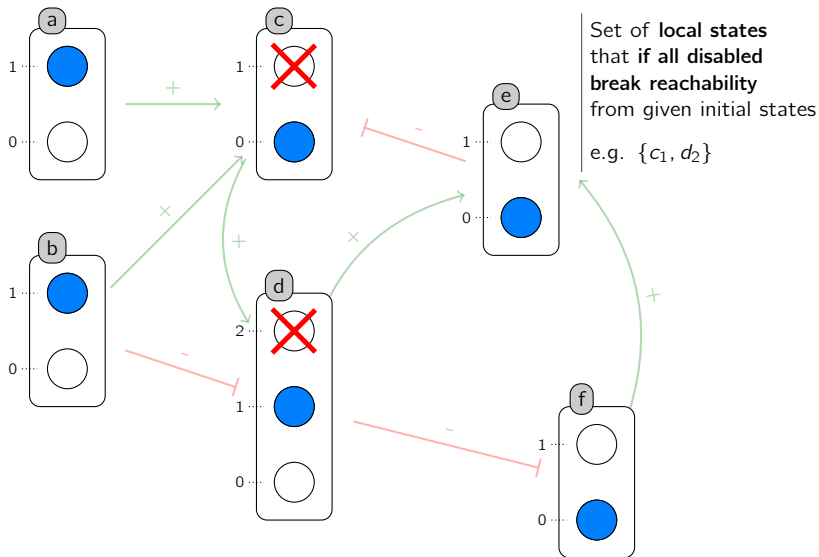 a
1
0
b
1
0
c
1
0
d
2
1
0
e
1
0
f
1
0
+
×
-
+
×
-
-
+
Set of local states
that if all disabled
break reachability
from given initial states
e.g. {c₁, d₂}